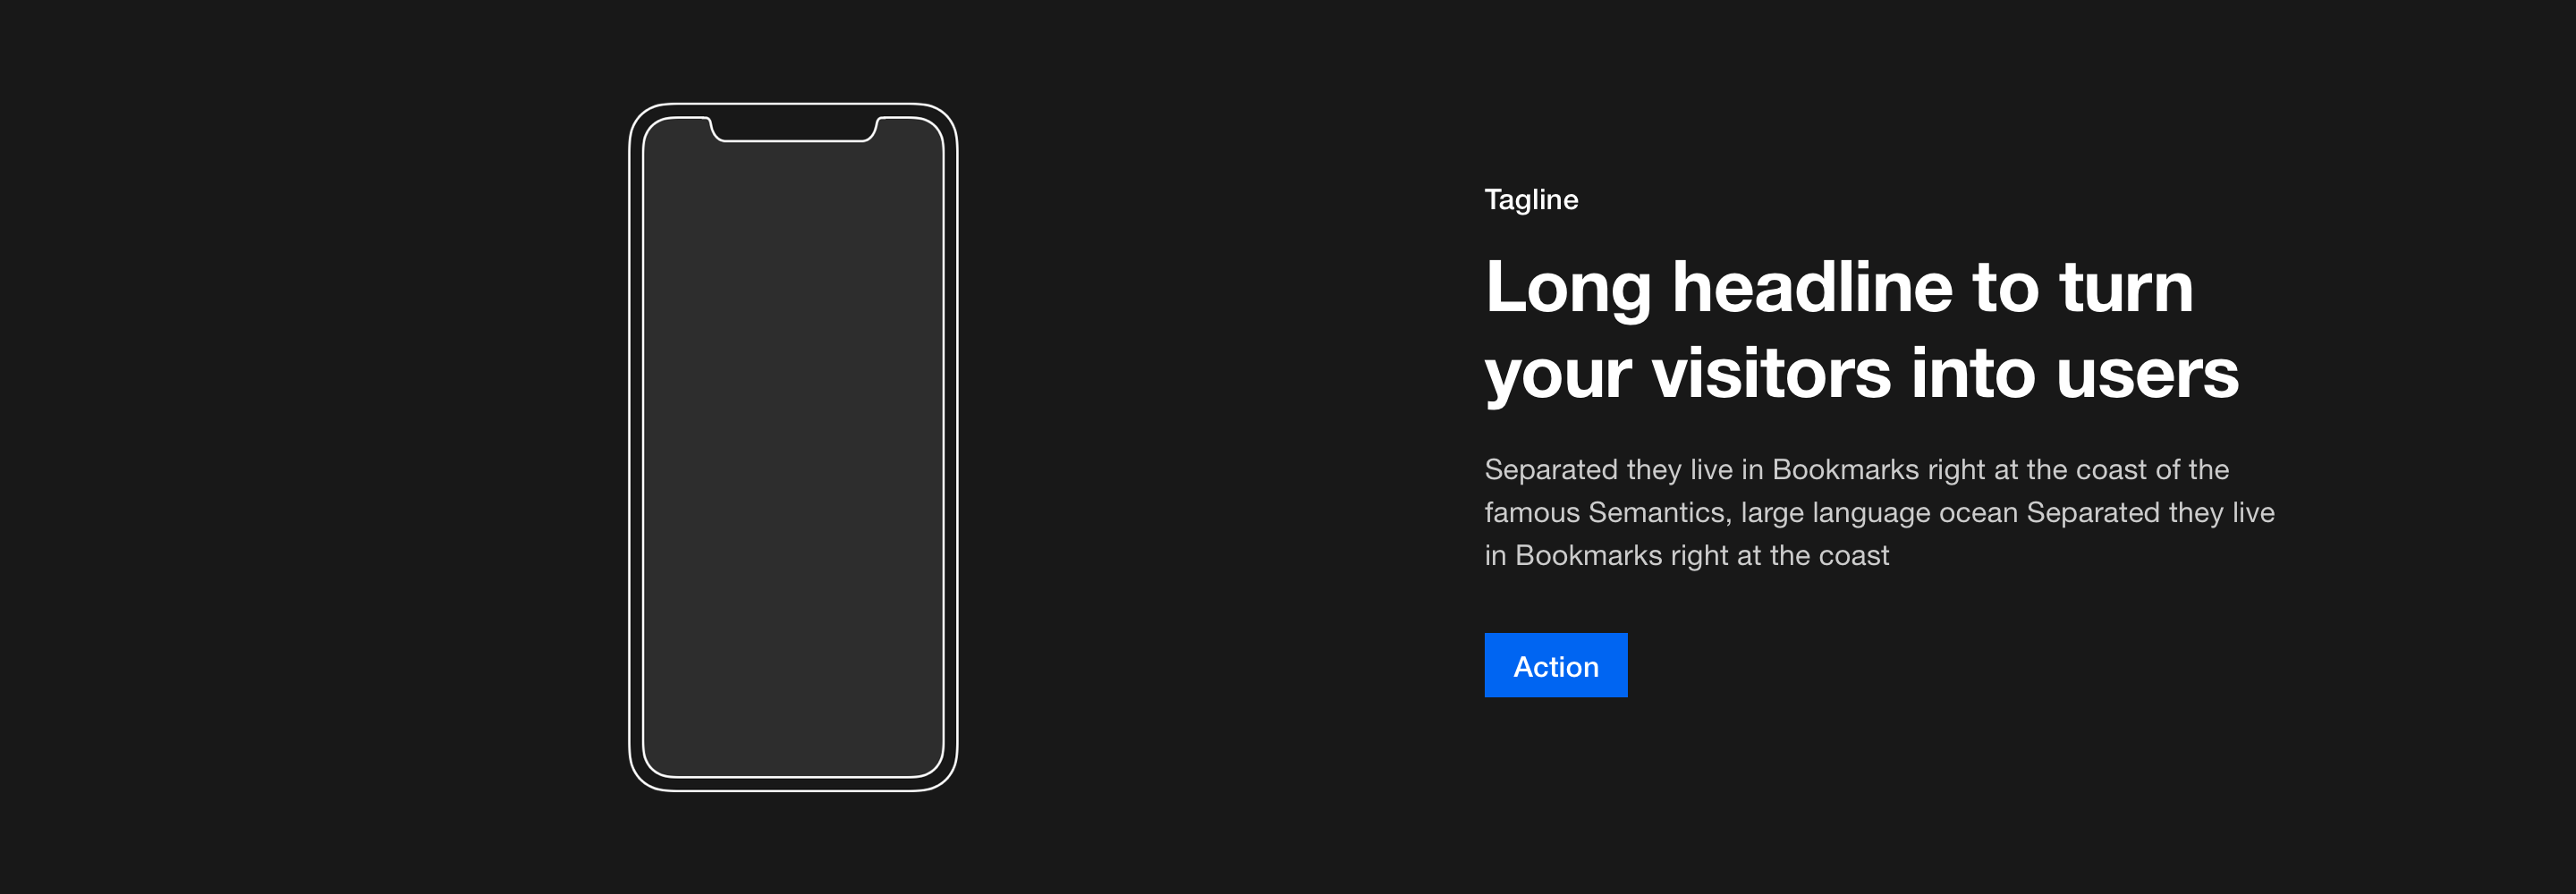 Tagline
Long headline to turn
your visitors into users
Separated they live in Bookmarks right at the coast of the
famous Semantics, large language ocean Separated they live
in Bookmarks right at the coast
Action